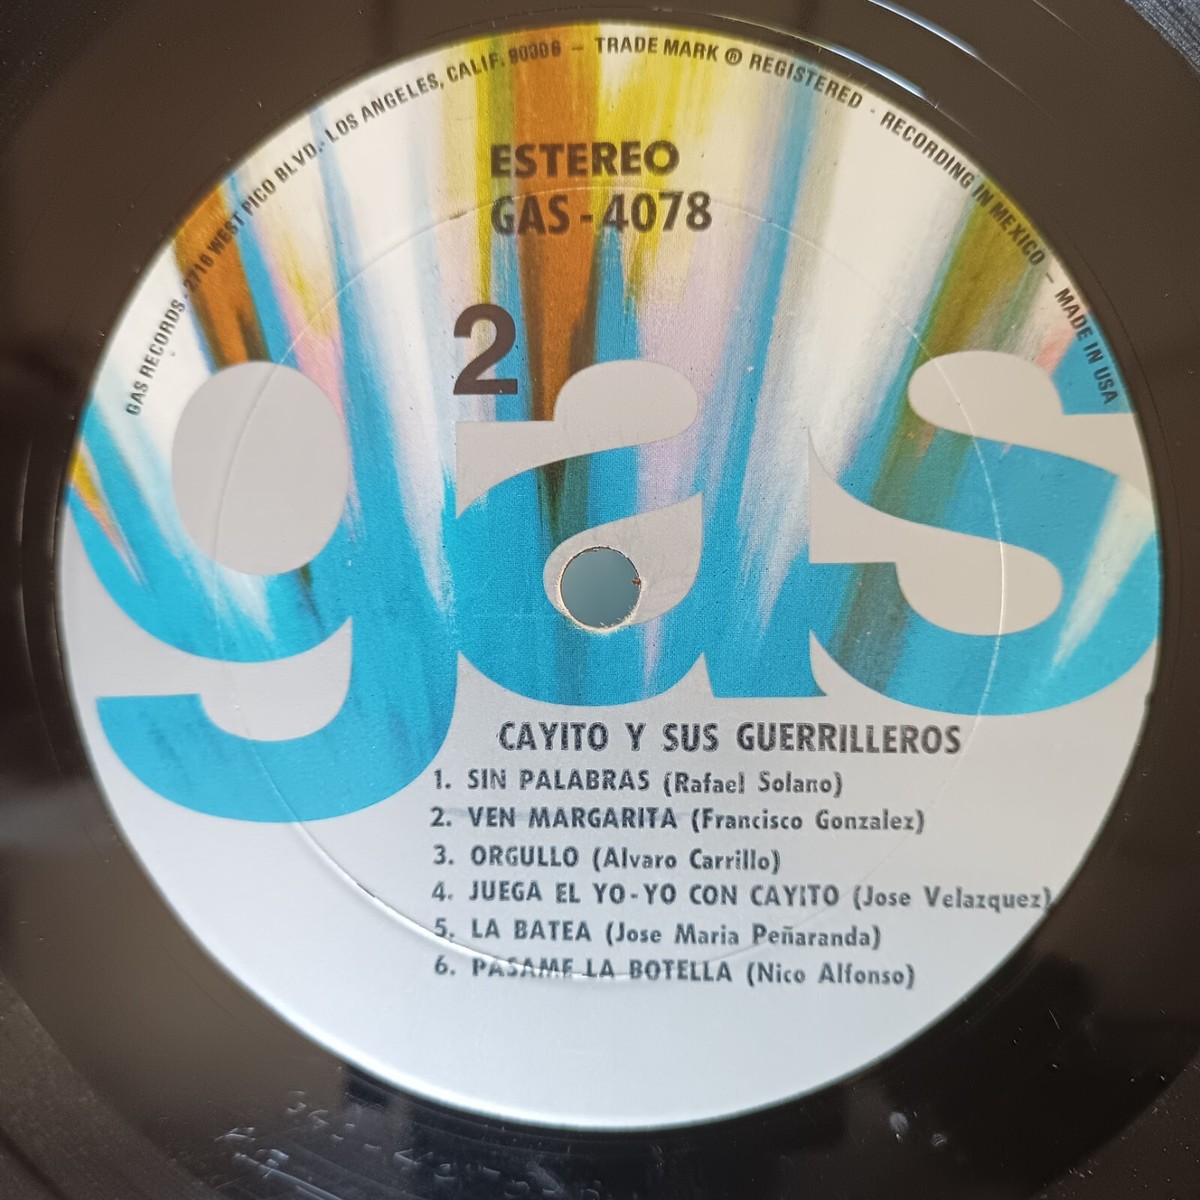 GAS RECORDS - 2716 WEST PICO BLVD. - LOS ANGELES, CALIF. 90006 - TRADE MARK ® REGISTERED - RECORDING IN MEXICO - MADE IN USA
ESTEREO
GAS-4078
2
gas
CAYITO Y SUS GUERRILLEROS
1. SIN PALABRAS (Rafael Solano)
2. VEN MARGARITA (Francisco Gonzalez)
3. ORGULLO (Alvaro Carrillo)
4. JUEGA EL YO-YO CON CAYITO (Jose Velazquez)
5. LA BATEA (Jose Maria Peñaranda)
6. PASAME LA BOTELLA (Nico Alfonso)